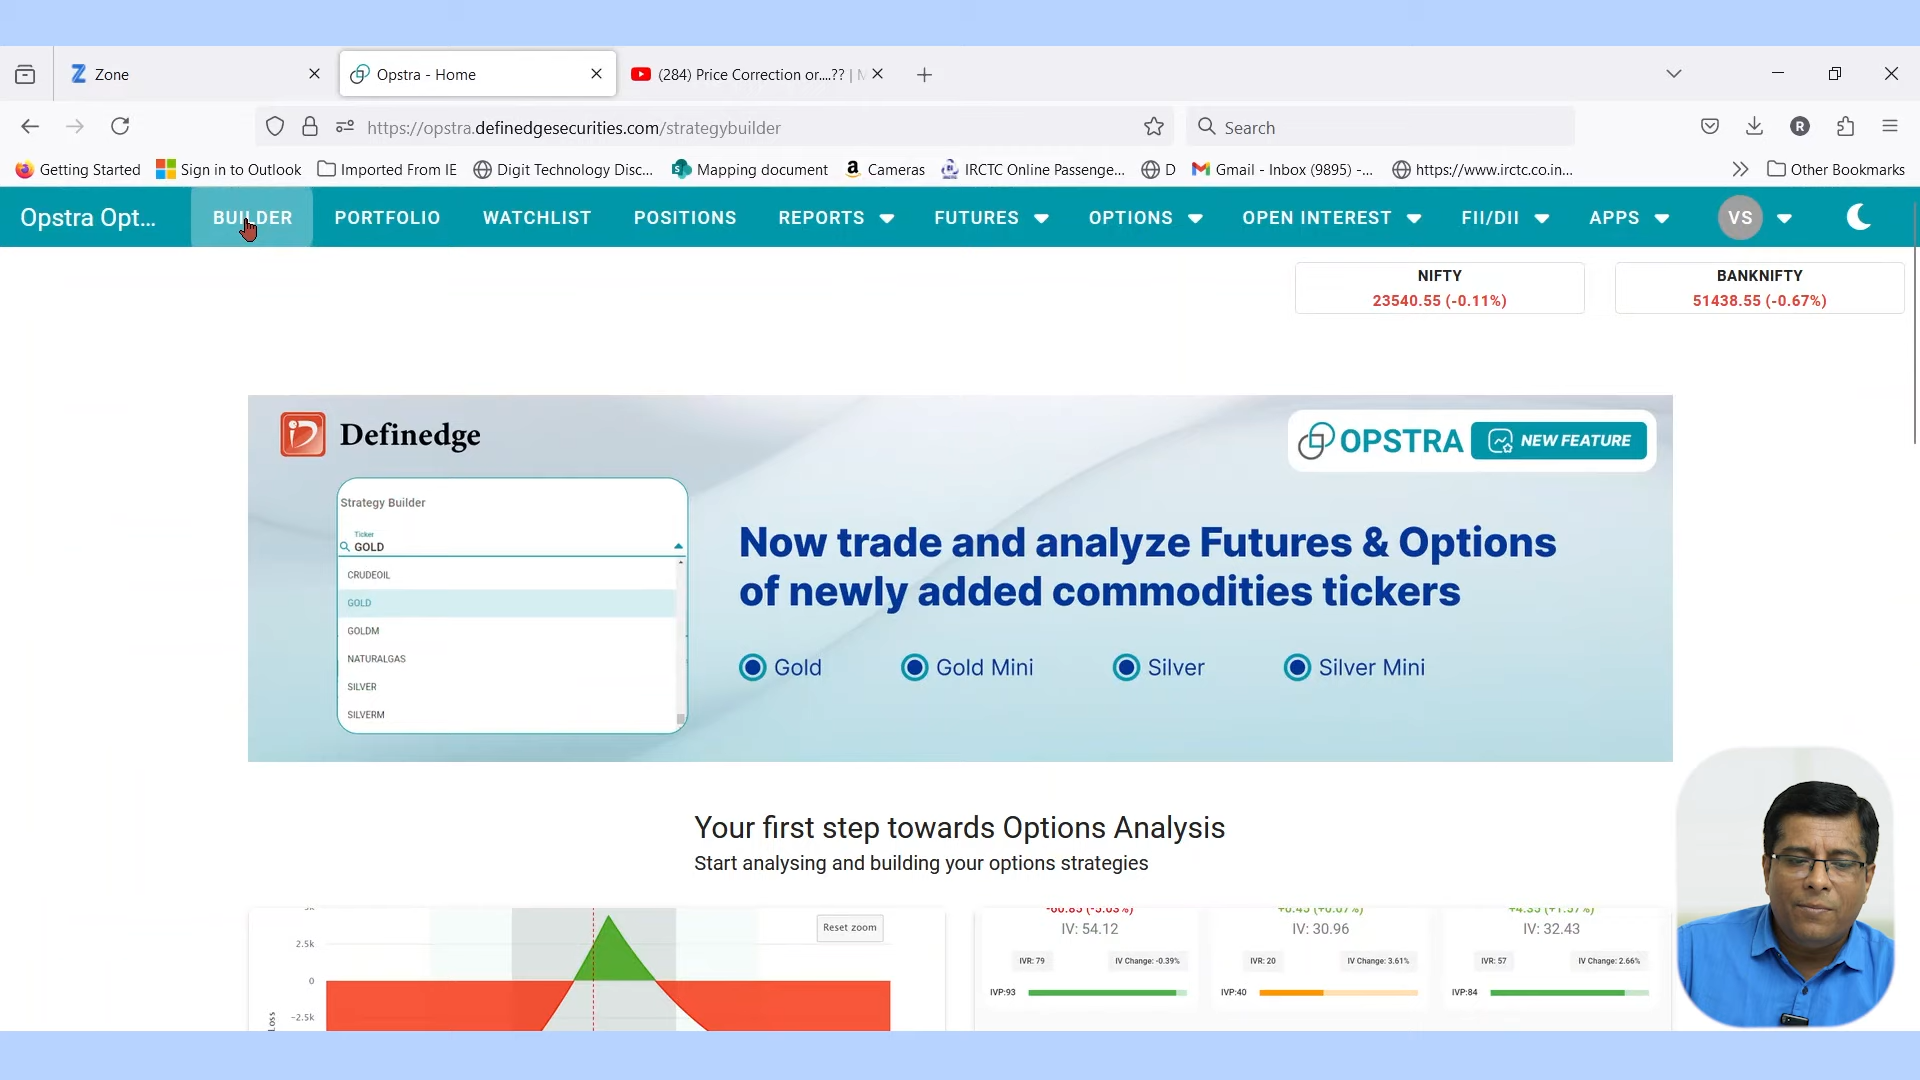 Zone
Opstra - Home
(284) Price Correction or....?? |
https://opstra.definedgesecurities.com/strategybuilder
Search
Getting Started
Sign in to Outlook
Imported From IE
Digit Technology Disc...
Mapping document
Cameras
IRCTC Online Passenge...
D
Gmail - Inbox (9895) -...
https://www.irctc.co.in...
Other Bookmarks
Opstra Opt...
BUILDER
PORTFOLIO
WATCHLIST
POSITIONS
REPORTS
FUTURES
OPTIONS
OPEN INTEREST
FII/DII
APPS
VS
NIFTY
23540.55 (-0.11%)
BANKNIFTY
51438.55 (-0.67%)
Definedge
OPSTRA
NEW FEATURE
Strategy Builder
Ticker
GOLD
CRUDEOIL
GOLD
GOLDM
NATURALGAS
SILVER
SILVERM
Now trade and analyze Futures & Options
of newly added commodities tickers
Gold
Gold Mini
Silver
Silver Mini
Your first step towards Options Analysis
Start analysing and building your options strategies
Reset zoom
2.5k
0
-2.5k
Loss
IV: 54.12
IVR: 79
IV Change: -0.39%
IVP:93
IV: 30.96
IVR: 20
IV Change: 3.61%
IVP:40
IV: 32.43
IVR: 57
IV Change: 2.66%
IVP:84